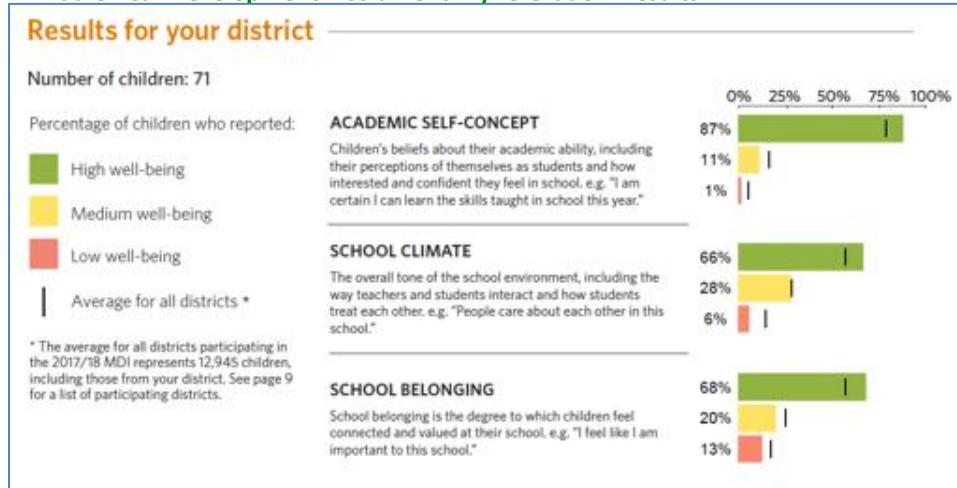 Results for your district
Number of children: 71
Percentage of children who reported:
High well-being
Medium well-being
Low well-being
Average for all districts *
* The average for all districts participating in
the 2017/18 MDI represents 12,945 children,
including those from your district. See page 9
for a list of participating districts.
0% 25% 50% 75% 100%
ACADEMIC SELF-CONCEPT
Children's beliefs about their academic ability, including
their perceptions of themselves as students and how
interested and confident they feel in school. e.g. "I am
certain I can learn the skills taught in school this year."
87%
11%
1%
SCHOOL CLIMATE
The overall tone of the school environment, including the
way teachers and students interact and how students
treat each other. e.g. "People care about each other in this
school."
66%
28%
6%
SCHOOL BELONGING
School belonging is the degree to which children feel
connected and valued at their school. e.g. "I feel like I am
important to this school."
68%
20%
13%